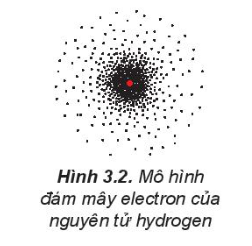 Hình 3.2. Mô hình
đám mây electron của
nguyên tử hydrogen